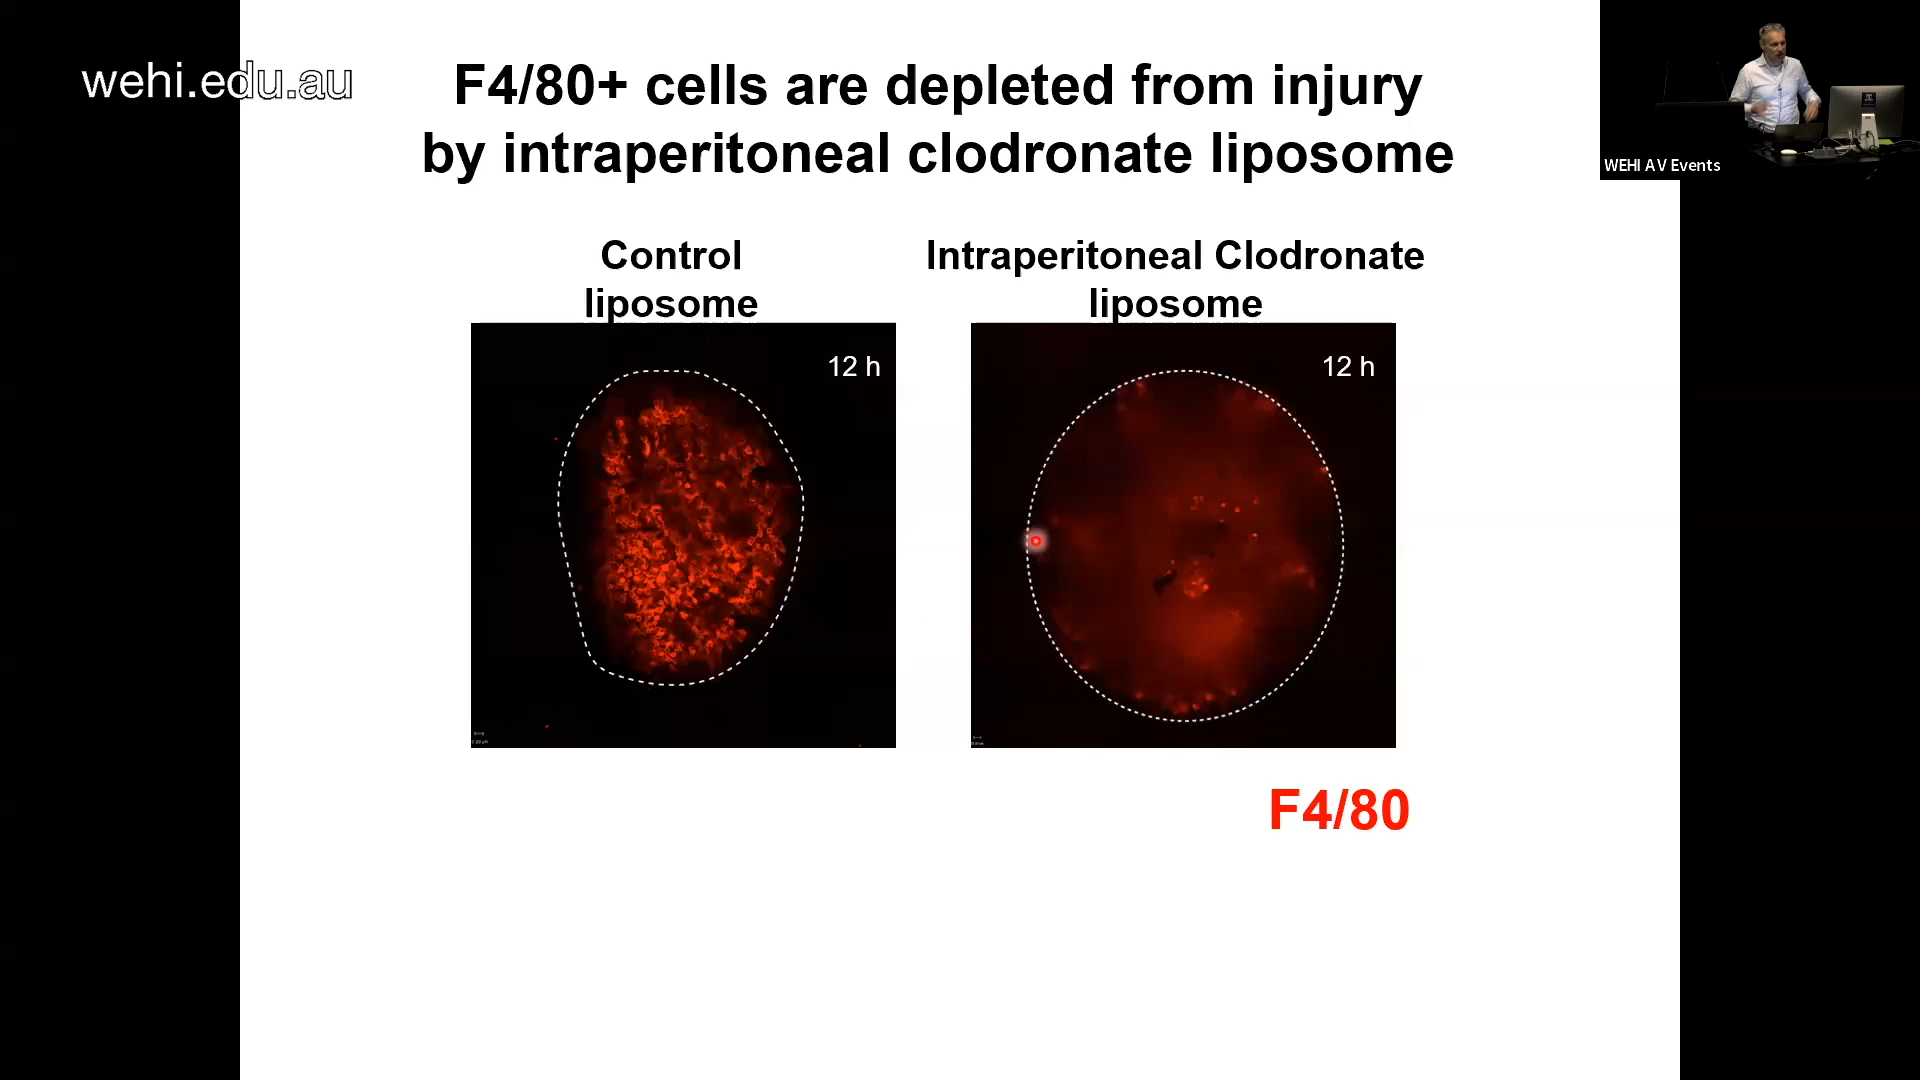 wehi.edu.au
F4/80+ cells are depleted from injury
by intraperitoneal clodronate liposome
WEHI AV Events
Control
liposome
Intraperitoneal Clodronate
liposome
12 h
12 h
F4/80